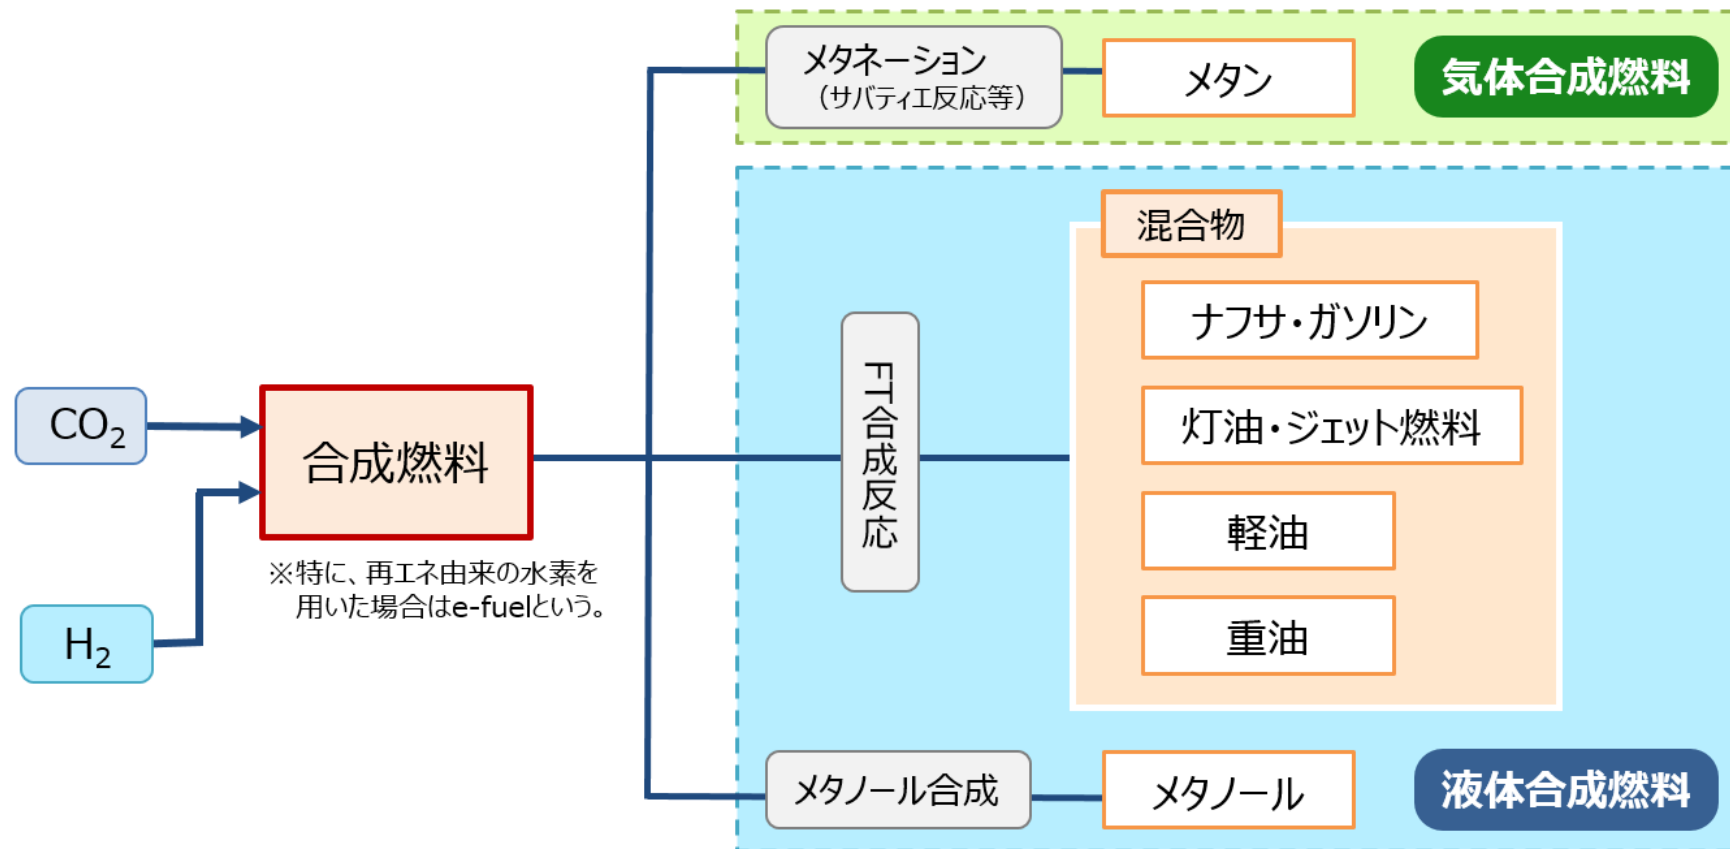 メタネーション
（サバティエ反応等）
メタン
気体合成燃料
混合物
ナフサ・ガソリン
灯油・ジェット燃料
軽油
重油
FT合成反応
CO₂
合成燃料
※特に、再エネ由来の水素を
用いた場合はe-fuelという。
H₂
メタノール合成
メタノール
液体合成燃料